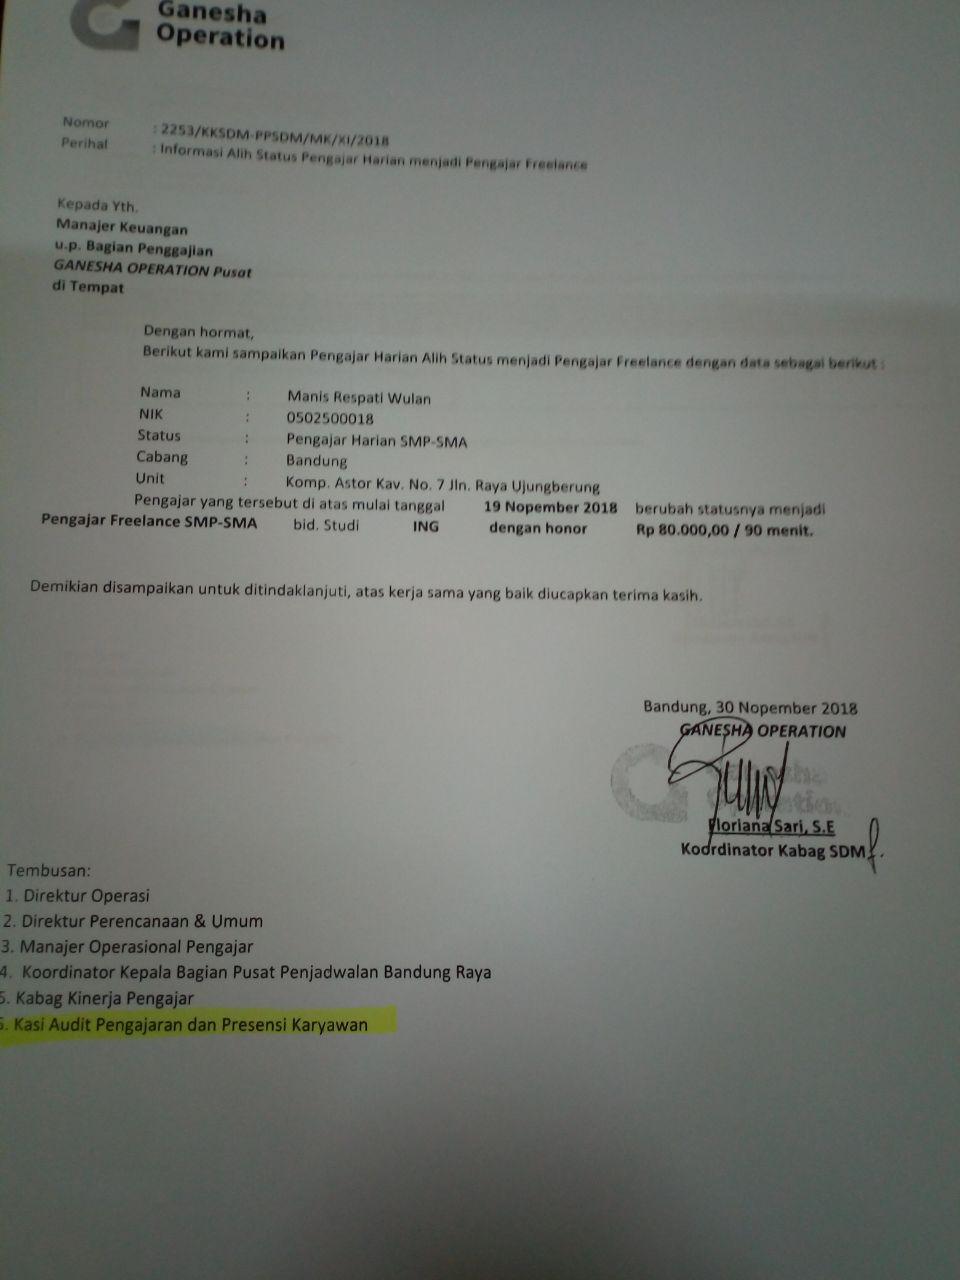 Ganesha
Operation
Nomor : 2253/KKSDM-PPSDM/MK/XI/2018
Perihal : Informasi Alih Status Pengajar Harian menjadi Pengajar Freelance
Kepada Yth.
Manajer Keuangan
u.p. Bagian Penggajian
GANESHA OPERATION Pusat
di Tempat
Dengan hormat,
Berikut kami sampaikan Pengajar Harian Alih Status menjadi Pengajar Freelance dengan data sebagai berikut :
Nama : Manis Respati Wulan
NIK : 0502500018
Status : Pengajar Harian SMP-SMA
Cabang : Bandung
Unit : Komp. Astor Kav. No. 7 Jln. Raya Ujungberung
Pengajar yang tersebut di atas mulai tanggal 19 Nopember 2018 berubah statusnya menjadi
Pengajar Freelance SMP-SMA bid. Studi ING dengan honor Rp 80.000,00 / 90 menit.
Demikian disampaikan untuk ditindaklanjuti, atas kerja sama yang baik diucapkan terima kasih.
Bandung, 30 Nopember 2018
GANESHA OPERATION
Floriana Sari, S.E
Koordinator Kabag SDM
Tembusan:
1. Direktur Operasi
2. Direktur Perencanaan & Umum
3. Manajer Operasional Pengajar
4. Koordinator Kepala Bagian Pusat Penjadwalan Bandung Raya
5. Kabag Kinerja Pengajar
6. Kasi Audit Pengajaran dan Presensi Karyawan